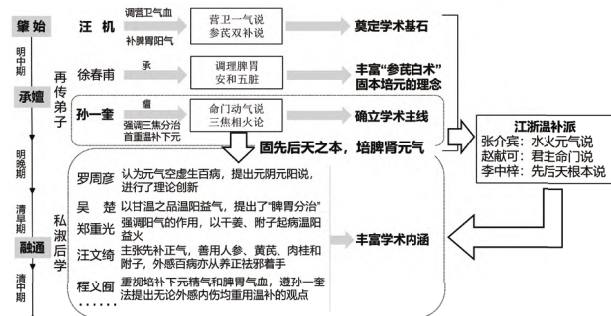 肇始
明中期
承嬗
明晚期
清早期
融通
清中期
再传弟子
私淑后学
汪机
调营卫气血
补脾胃阳气
营卫一气说
参芪双补说
奠定学术基石
徐春甫
承
调理脾胃
安和五脏
丰富“参芪白术”
固本培元的理念
孙一奎
强调三焦分治
首重温补下元
命门动气说
三焦相火论
确立学术主线
固先后天之本，培脾肾元气
江浙温补派
张介宾：水火元气说
赵献可：君主命门说
李中梓：先后天根本说
罗周彦
认为元气空虚生百病，提出元阴元阳说，
进行了理论创新
吴楚
以甘温之品温阳益气，提出了“脾胃分治”
郑重光
强调阳气的作用，以干姜、附子起病温阳
益火
汪文绮
主张先补正气，善用人参、黄芪、肉桂和
附子，外感百病亦从养正祛邪着手
程义
重视培补下元精气和脾胃气血，遵孙一奎
法提出无论外感内伤均重用温补的观点
······
丰富学术内涵